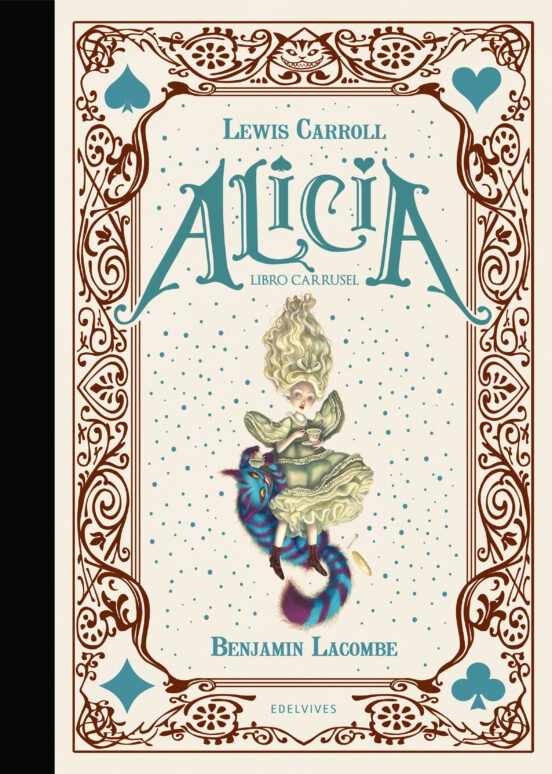 LEWIS CARROLL
ALiCiA
LIBRO CARRUSEL
BENJAMIN LACOMBE
EDELVIVES